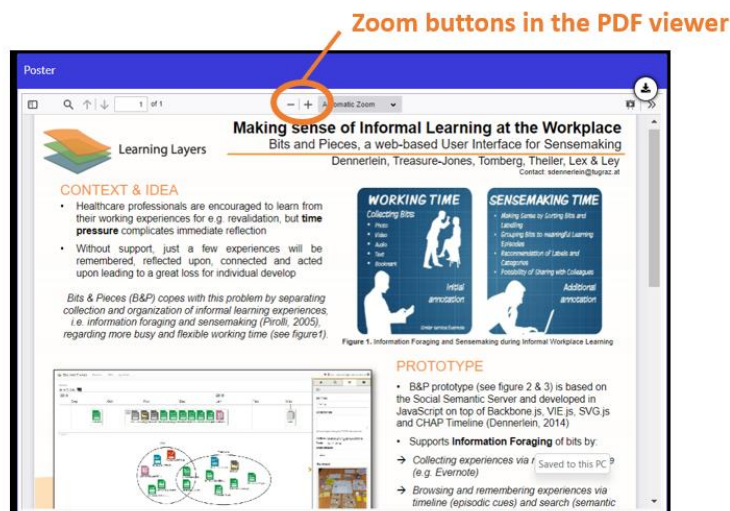 Zoom buttons in the PDF viewer
Poster
1 of 1
Automatic Zoom
Learning Layers
Making sense of Informal Learning at the Workplace
Bits and Pieces, a web-based User Interface for Sensemaking
Dennerlein, Treasure-Jones, Tomberg, Theiler, Lex & Ley
Contact: sdennerlein@tugraz.at
CONTEXT & IDEA
• Healthcare professionals are encouraged to learn from
their working experiences for e.g. revalidation, but time
pressure complicates immediate reflection
• Without support, just a few experiences will be
remembered, reflected upon, connected and acted
upon leading to a great loss for individual develop
Bits & Pieces (B&P) copes with this problem by separating
collection and organization of informal learning experiences,
i.e. information foraging and sensemaking (Pirolli, 2005),
regarding more busy and flexible working time (see figure1).
WORKING TIME
Collecting Bits
• Photo
• Video
• Audio
• Text
• Bookmark
Initial
annotation
SENSEMAKING TIME
• Making Sense by Sorting Bits and
Labelling
• Grouping Bits to meaningful Learning
Episodes
• Recommendation of Labels and
Categories
• Possibility of Sharing with Colleagues
Additional
annotation
Figure 1. Information Foraging and Sensemaking during Informal Workplace Learning
PROTOTYPE
• B&P prototype (see figure 2 & 3) is based on
the Social Semantic Server and developed in
JavaScript on top of Backbone.js, VIE.js, SVG.js
and CHAP Timeline (Dennerlein, 2014)
• Supports Information Foraging of bits by:
→ Collecting experiences via
(e.g. Evernote)
Saved to this PC
→ Browsing and remembering experiences via
timeline (episodic cues) and search (semantic